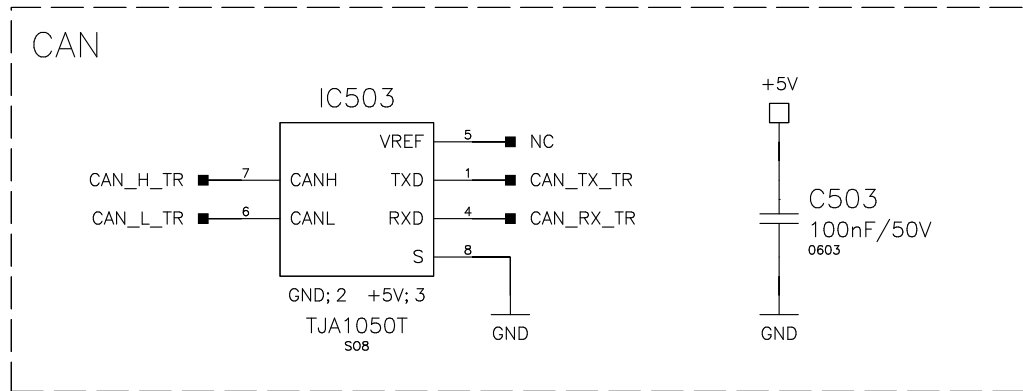 CAN
IC503
VREF 5 NC
CAN_H_TR 7 CANH TXD 1 CAN_TX_TR
CAN_L_TR 6 CANL RXD 4 CAN_RX_TR
S 8
GND; 2 +5V; 3
TJA1050T
SO8
GND
+5V
C503
100nF/50V
0603
GND